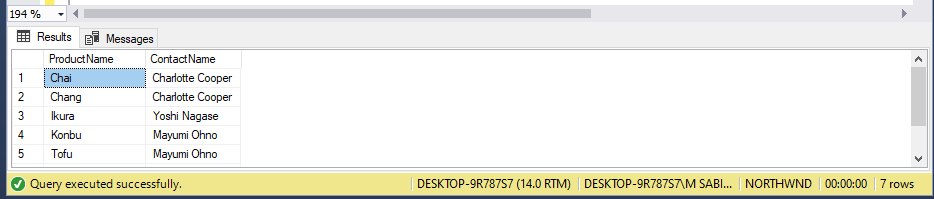 194 %
Results Messages
ProductName ContactName
1 Chai Charlotte Cooper
2 Chang Charlotte Cooper
3 Ikura Yoshi Nagase
4 Konbu Mayumi Ohno
5 Tofu Mayumi Ohno
Query executed successfully. DESKTOP-9R787S7 (14.0 RTM) DESKTOP-9R787S7\M SABI... NORTHWND 00:00:00 7 rows